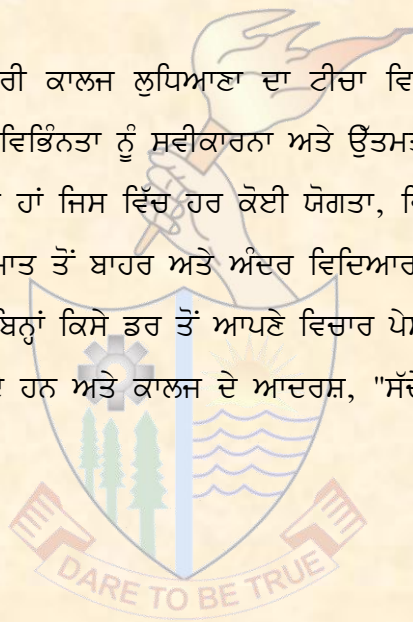 ਰੀ ਕਾਲਜ ਲੁਧਿਆਣਾ ਦਾ ਟੀਚਾ
ਵਿਭਿੰਨਤਾ ਨੂੰ ਸਵੀਕਾਰਨਾ ਅਤੇ
ਹਾਂ ਜਿਸ ਵਿੱਚ ਹਰ ਕੋਈ ਯੋਗਤਾ,
ਤੋਂ ਬਾਹਰ ਅਤੇ ਅੰਦਰ ਵਿਦਿਆਰ
ਬਿਨ੍ਹਾਂ ਕਿਸੇ ਡਰ ਤੋਂ ਆਪਣੇ ਵਿਚਾਰ
ਹਨ ਅਤੇ ਕਾਲਜ ਦੇ ਆਦਰਸ਼,
DARE TO BE TRUE